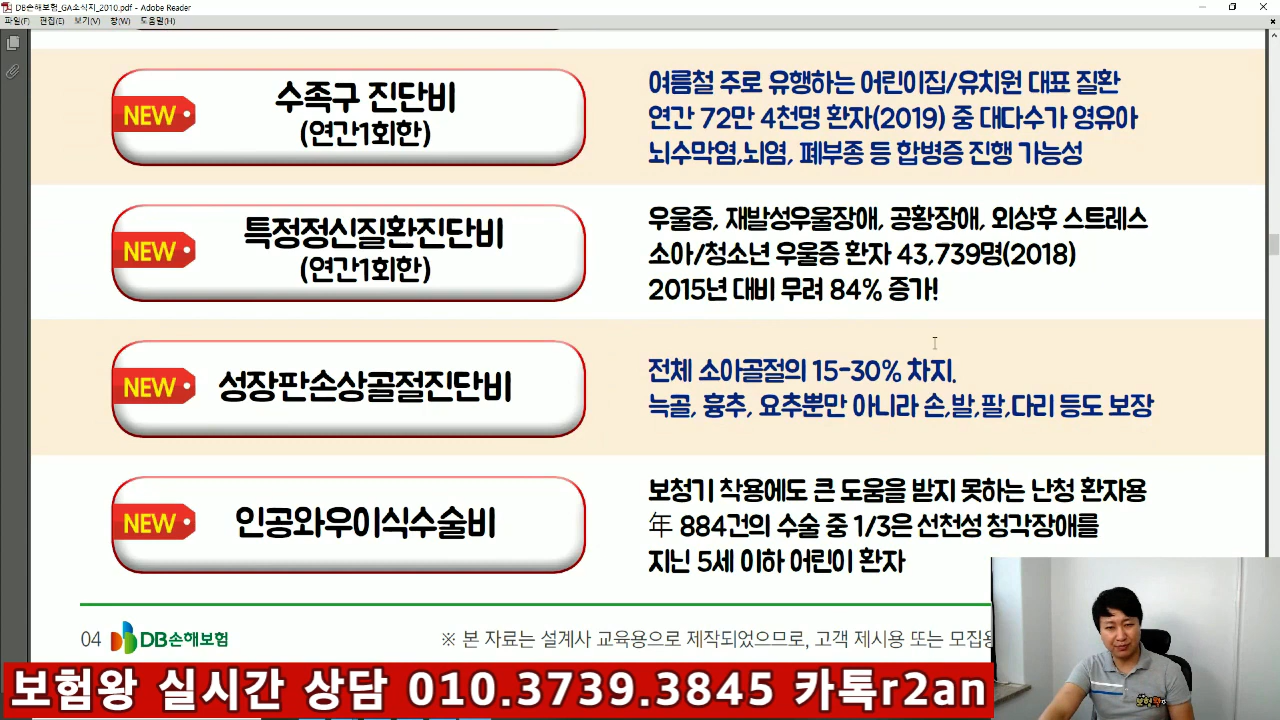 DB손해보험_GA소식지_2010.pdf - Adobe Reader
파일(F) 편집(E) 보기(V) 창(W) 도움말(H)
NEW
수족구 진단비
(연간1회한)
여름철 주로 유행하는 어린이집/유치원 대표 질환
연간 72만 4천명 환자(2019) 중 대다수가 영유아
뇌수막염,뇌염, 폐부종 등 합병증 진행 가능성
NEW
특정정신질환진단비
(연간1회한)
우울증, 재발성우울장애, 공황장애, 외상후 스트레스
소아/청소년 우울증 환자 43,739명(2018)
2015년 대비 무려 84% 증가!
NEW
성장판손상골절진단비
전체 소아골절의 15-30% 차지.
늑골, 흉추, 요추뿐만 아니라 손,발,팔,다리 등도 보장
NEW
인공와우이식수술비
보청기 착용에도 큰 도움을 받지 못하는 난청 환자용
年 884건의 수술 중 1/3은 선천성 청각장애를
지닌 5세 이하 어린이 환자
04 DB손해보험
※ 본 자료는 설계사 교육용으로 제작되었으므로, 고객 제시용 또는 모집용
보험왕 실시간 상담 010.3739.3845 카톡r2an